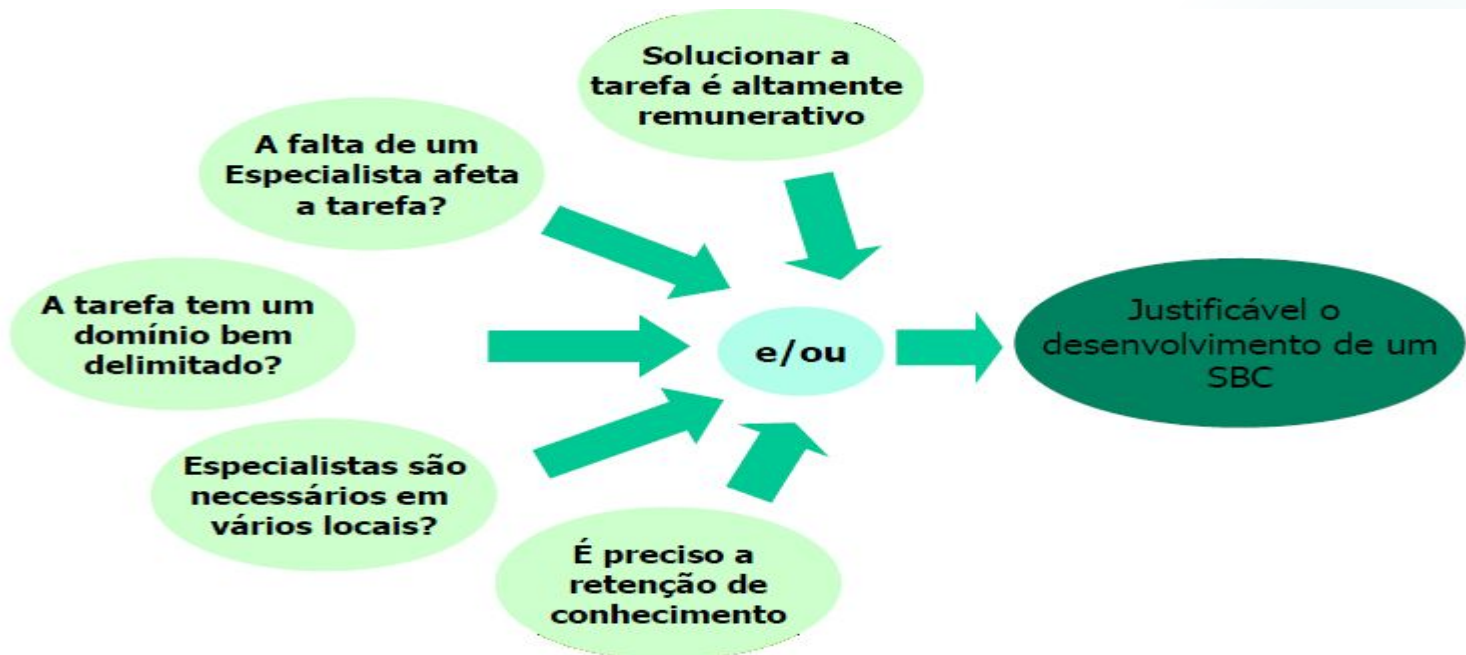 Solucionar a
tarefa é altamente
remunerativo
A falta de um
Especialista afeta
a tarefa?
A tarefa tem um
domínio bem
delimitado?
Especialistas são
necessários em
vários locais?
É preciso a
retenção de
conhecimento
e/ou
Justificável o
desenvolvimento de um
SBC